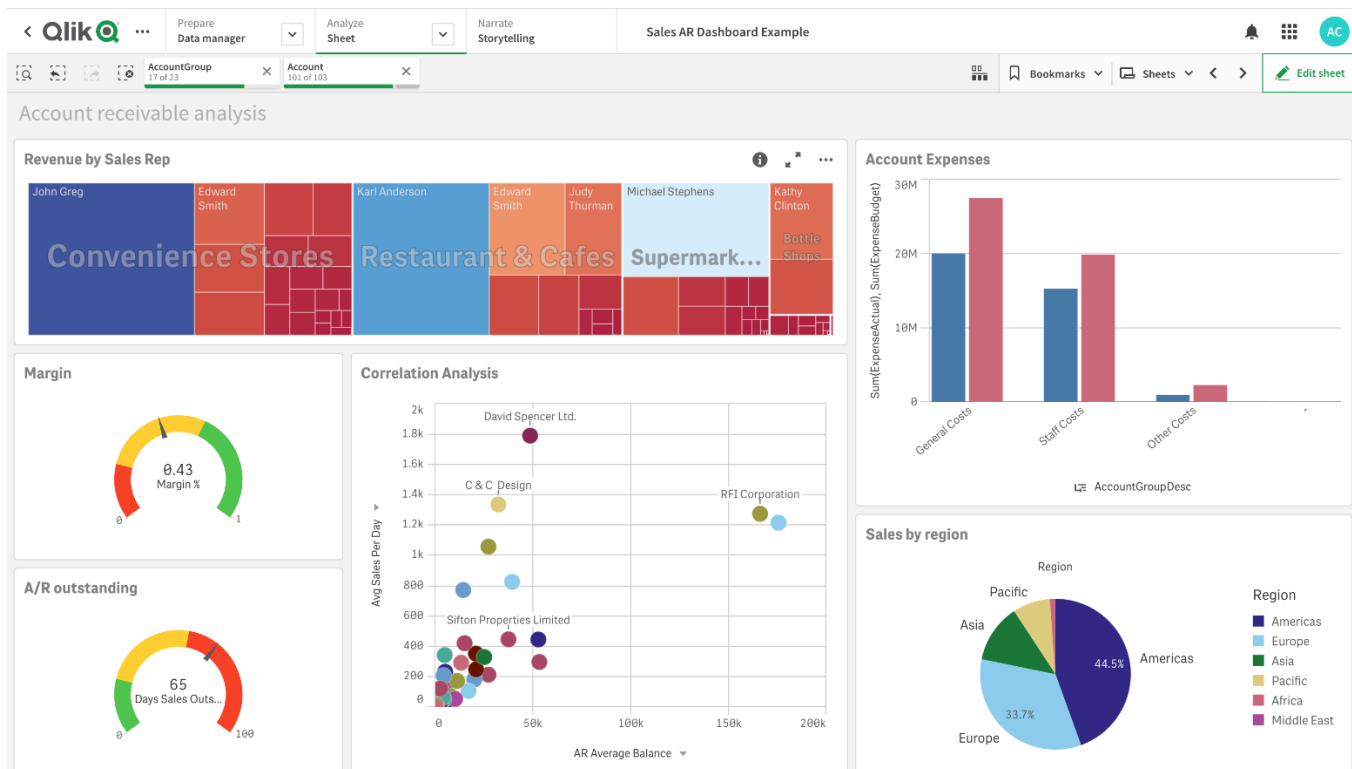 Qlik
Prepare
Data manager
Analyze
Sheet
Narrate
Storytelling
Sales AR Dashboard Example
AC
AccountGroup
17 of 23
Account
101 of 103
Bookmarks
Sheets
Edit sheet
Account receivable analysis
Revenue by Sales Rep
John Greg
Edward
Smith
Karl Anderson
Edward
Smith
Judy
Thurman
Michael Stephens
Kathy
Clinton
Convenience Stores
Restaurant & Cafes
Supermark...
Bottle
Shops
Account Expenses
Sum(ExpenseActual), Sum(ExpenseBudget)
30M
20M
10M
0
General Costs
Staff Costs
Other Costs
-
AccountGroupDesc
Margin
0.43
Margin %
0
1
A/R outstanding
65
Days Sales Outs...
0
100
Correlation Analysis
Avg Sales Per Day
2k
1.8k
1.6k
1.4k
1.2k
1k
800
600
400
200
0
David Spencer Ltd.
C & C Design
RFI Corporation
Sifton Properties Limited
0
50k
100k
150k
200k
AR Average Balance
Sales by region
Region
Pacific
Asia
Europe
Americas
44.5%
33.7%
Region
Americas
Europe
Asia
Pacific
Africa
Middle East